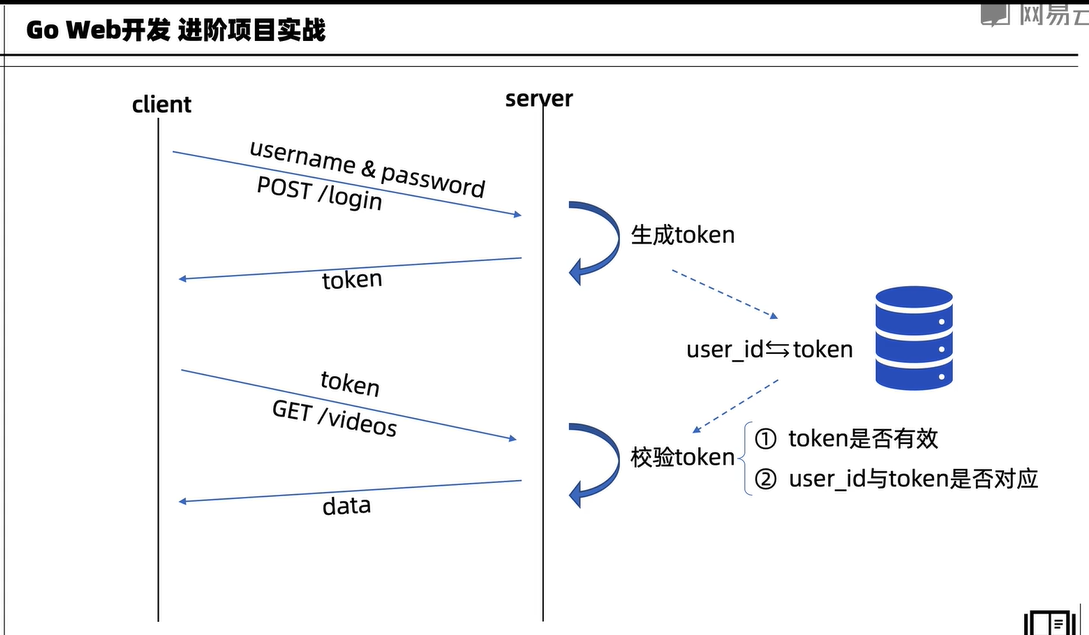 Go Web开发 进阶项目实战
网易云
client
server
username & password
POST /login
生成token
token
user_id⇆token
token
GET /videos
校验token
① token是否有效
② user_id与token是否对应
data